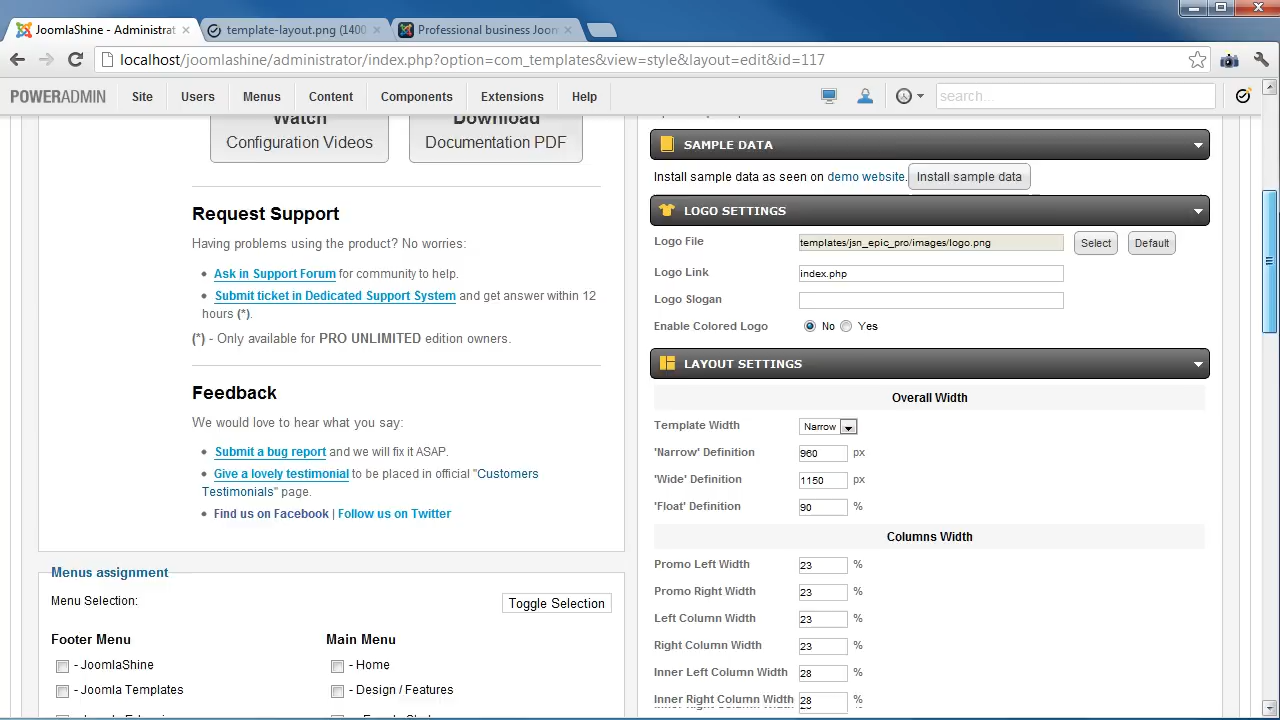 JoomlaShine - Administrat
template-layout.png (1400
Professional business Joom
localhost/joomlashine/administrator/index.php?option=com_templates&view=style&layout=edit&id=117
POWERADMIN
Site
Users
Menus
Content
Components
Extensions
Help
search...
Watch
Configuration Videos
Download
Documentation PDF
Request Support
Having problems using the product? No worries:
Ask in Support Forum for community to help.
Submit ticket in Dedicated Support System and get answer within 12
hours (*).
(*) - Only available for PRO UNLIMITED edition owners.
Feedback
We would love to hear what you say:
Submit a bug report and we will fix it ASAP.
Give a lovely testimonial to be placed in official "Customers
Testimonials" page.
Find us on Facebook | Follow us on Twitter
Menus assignment
Menu Selection:
Toggle Selection
Footer Menu
- JoomlaShine
- Joomla Templates
Main Menu
- Home
- Design / Features
SAMPLE DATA
Install sample data as seen on demo website. Install sample data
LOGO SETTINGS
Logo File templates/jsn_epic_pro/images/logo.png Select Default
Logo Link index.php
Logo Slogan
Enable Colored Logo No Yes
LAYOUT SETTINGS
Overall Width
Template Width Narrow
'Narrow' Definition 960 px
'Wide' Definition 1150 px
'Float' Definition 90 %
Columns Width
Promo Left Width 23 %
Promo Right Width 23 %
Left Column Width 23 %
Right Column Width 23 %
Inner Left Column Width 28 %
Inner Right Column Width 28 %